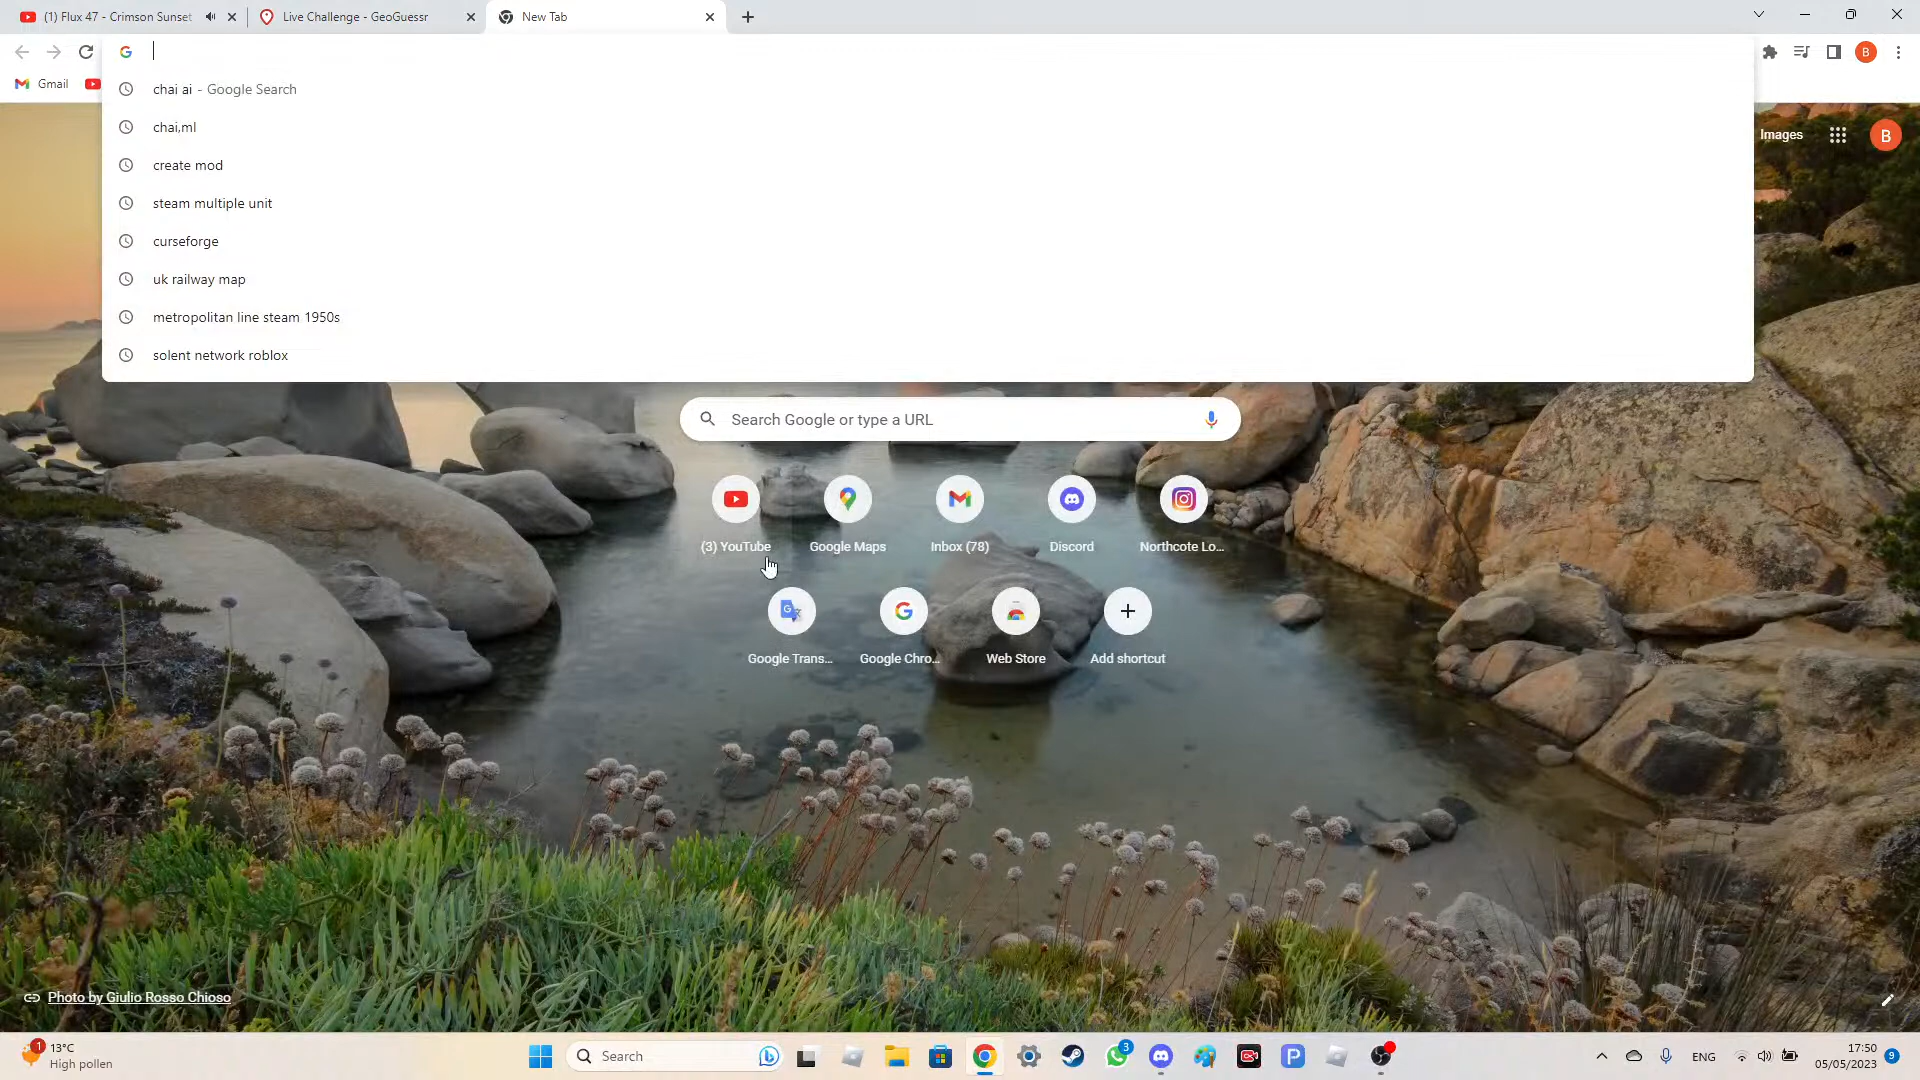 (1) Flux 47 - Crimson Sunset
Live Challenge - GeoGuessr
New Tab
B
Gmail
chai ai - Google Search
chai,ml
create mod
steam multiple unit
curseforge
uk railway map
metropolitan line steam 1950s
solent network roblox
Images
B
Search Google or type a URL
(3) YouTube
Google Maps
Inbox (78)
Discord
Northcote Lo...
Google Trans...
Google Chro...
Web Store
Add shortcut
Photo by Giulio Rosso Chioso
1
13°C
High pollen
Search
3
ENG
17:50
05/05/2023
9